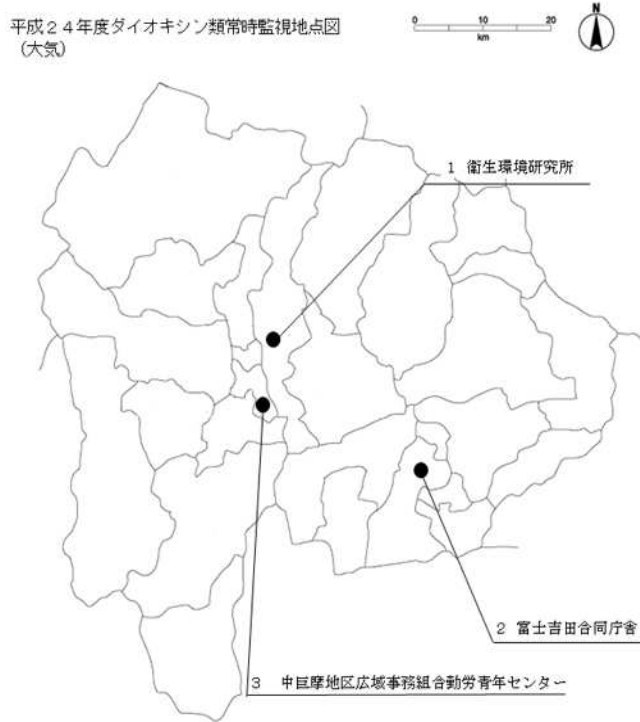 平成24年度ダイオキシン類常時監視地点図
(大気)
0 10 20
km
N
1 衛生環境研究所
2 富士吉田合同庁舎
3 中巨摩地区広域事務組合勤労青年センター